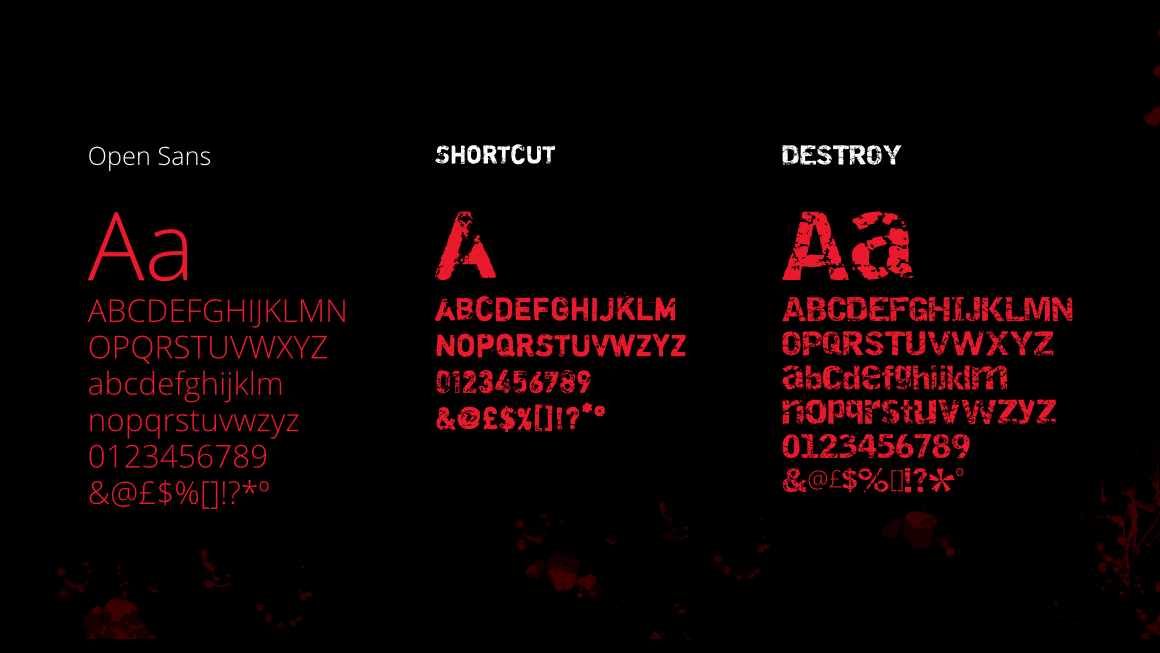 Open Sans
Aa
ABCDEFGHIJKLMN
OPQRSTUVWXYZ
abcdefghijklm
nopqrstuvwzyz
0123456789
&@£$%[]!?*º
SHORTCUT
A
ABCDEFGHIJKLM
NOPQRSTUVWZYZ
0123456789
&@£$%[]!?*º
DESTROY
Aa
ABCDEFGHIJKLMN
OPQRSTUVWXYZ
abcdefghijklm
nopqrstuvwzyz
0123456789
&@£$%[]!?*º